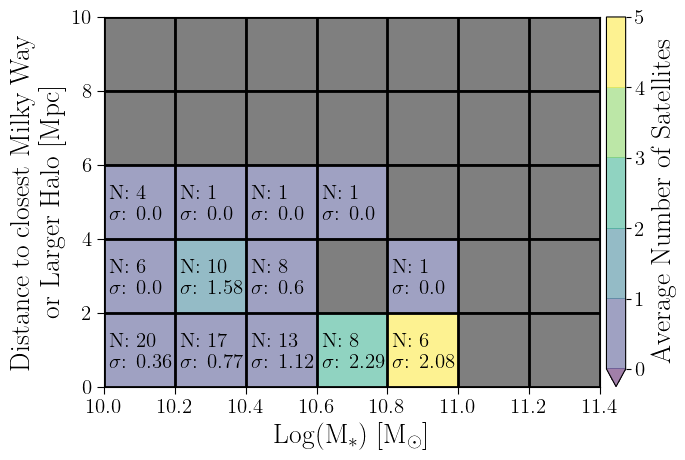 Distance to closest Milky Way
or Larger Halo [Mpc]
10
8
6
4
2
0
N: 4
σ: 0.0
N: 1
σ: 0.0
N: 1
σ: 0.0
N: 1
σ: 0.0
N: 6
σ: 0.0
N: 10
σ: 1.58
N: 8
σ: 0.6
N: 1
σ: 0.0
N: 20
σ: 0.36
N: 17
σ: 0.77
N: 13
σ: 1.12
N: 8
σ: 2.29
N: 6
σ: 2.08
10.0 10.2 10.4 10.6 10.8 11.0 11.2 11.4
Log(M∗) [M⊙]
5
4
3
2
1
0
Average Number of Satellites